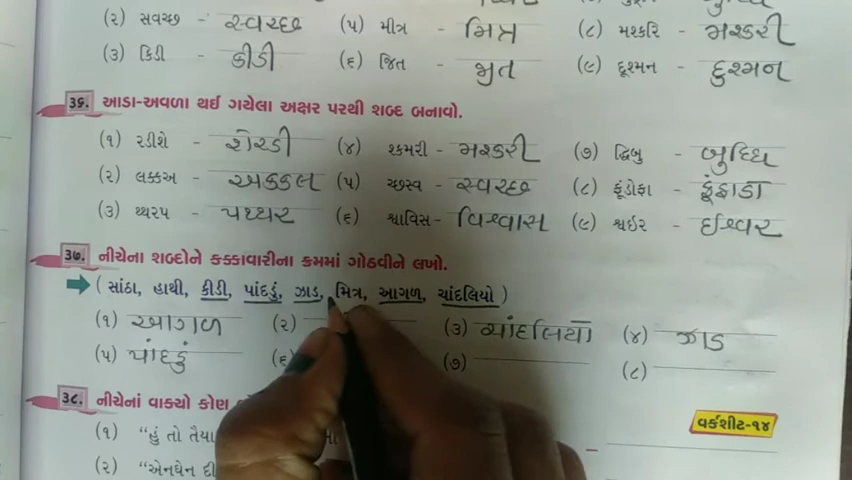 (૨) સવચ્છ - સ્વચ્છ (૫) મીત્ર - મિત્ર (૮) મશ્કરિ - મશ્કરી
(૩) કિડી - કીડી (૬) જિત - જીત (૯) દૂશ્મન - દુશ્મન
૩૬. આડા-અવળા થઈ ગયેલા અક્ષર પરથી શબ્દ બનાવો.
(૧) રડીશે - શેરડી (૪) શ્કમરી - મશ્કરી (૭) દ્ધિબુ - બુધ્ધિ
(૨) લક્કઅ - અક્કલ (૫) ચ્છસ્વ - સ્વચ્છ (૮) ફૂંડોફા - ફૂંફાડા
(૩) થ્થરપ - પથ્થર (૬) શ્વાવિસ - વિશ્વાસ (૯) શ્વઇર - ઈશ્વર
૩૭. નીચેના શબ્દોને કક્કાવારીના ક્રમમાં ગોઠવીને લખો.
( સાંઠા, હાથી, કીડી, પાંદડું, ઝાડ, મિત્ર, આગળ, ચાંદલિયો )
(૧) આગળ (૨) (૩) ચાંદલિયો (૪) ઝાડ
(૫) પાંદડું (૬) (૭) (૮)
૩૮. નીચેનાં વાક્યો કોણ
વર્કશીટ-૧૪
(૧) "હું તો તૈયા
(૨) "એનઘેન દી